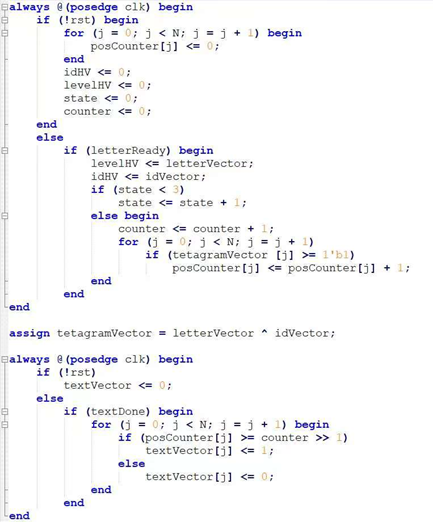 always @(posedge clk) begin
    if (!rst) begin
        for (j = 0; j < N; j = j + 1) begin
            posCounter[j] <= 0;
        end
        idHV <= 0;
        levelHV <= 0;
        state <= 0;
        counter <= 0;
    end
    else
        if (letterReady) begin
            levelHV <= letterVector;
            idHV <= idVector;
            if (state < 3)
                state <= state + 1;
            else begin
                counter <= counter + 1;
                for (j = 0; j < N; j = j + 1)
                    if (tetagramVector [j] >= 1'b1)
                        posCounter[j] <= posCounter[j] + 1;
            end
        end
end

assign tetagramVector = letterVector ^ idVector;

always @(posedge clk) begin
    if (!rst)
        textVector <= 0;
    else
        if (textDone) begin
            for (j = 0; j < N; j = j + 1) begin
                if (posCounter[j] >= counter >> 1)
                    textVector[j] <= 1;
                else
                    textVector[j] <= 0;
            end
        end
end